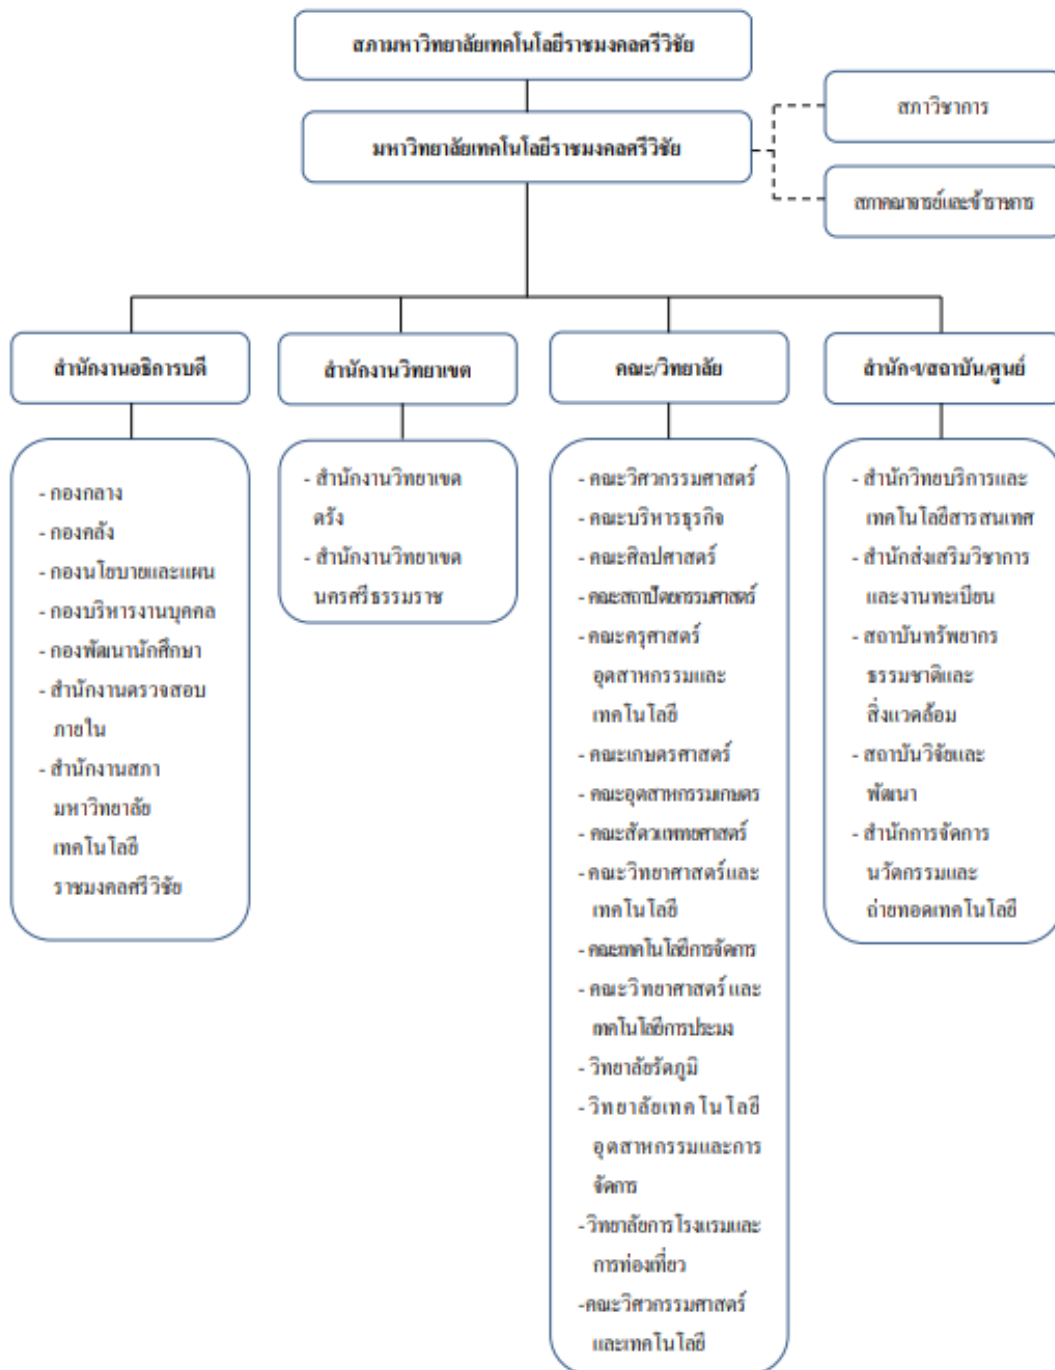 สภามหาวิทยาลัยเทคโนโลยีราชมงคลศรีวิชัย
มหาวิทยาลัยเทคโนโลยีราชมงคลศรีวิชัย
สภาวิชาการ
สภาคณาจารย์และข้าราชการ
สำนักงานอธิการบดี
- กองกลาง
- กองคลัง
- กองนโยบายและแผน
- กองบริหารงานบุคคล
- กองพัฒนานักศึกษา
- สำนักงานตรวจสอบ
ภายใน
- สำนักงานสภา
มหาวิทยาลัย
เทคโนโลยี
ราชมงคลศรีวิชัย
สำนักงานวิทยาเขต
- สำนักงานวิทยาเขต
ตรัง
- สำนักงานวิทยาเขต
นครศรีธรรมราช
คณะ/วิทยาลัย
- คณะวิศวกรรมศาสตร์
- คณะบริหารธุรกิจ
- คณะศิลปศาสตร์
- คณะสถาปัตยกรรมศาสตร์
- คณะครุศาสตร์
อุตสาหกรรมและ
เทคโนโลยี
- คณะเกษตรศาสตร์
- คณะอุตสาหกรรมเกษตร
- คณะสัตวแพทยศาสตร์
- คณะวิทยาศาสตร์และ
เทคโนโลยี
- คณะเทคโนโลยีการจัดการ
- คณะวิทยาศาสตร์และ
เทคโนโลยีการประมง
- วิทยาลัยรัตภูมิ
- วิทยาลัยเทคโนโลยี
อุตสาหกรรมและการ
จัดการ
- วิทยาลัยการโรงแรมและ
การท่องเที่ยว
-คณะวิศวกรรมศาสตร์
และเทคโนโลยี
สำนักฯ/สถาบัน/ศูนย์
- สำนักวิทยบริการและ
เทคโนโลยีสารสนเทศ
- สำนักส่งเสริมวิชาการ
และงานทะเบียน
- สถาบันทรัพยากร
ธรรมชาติและ
สิ่งแวดล้อม
- สถาบันวิจัยและ
พัฒนา
- สำนักการจัดการ
นวัตกรรมและ
ถ่ายทอดเทคโนโลยี